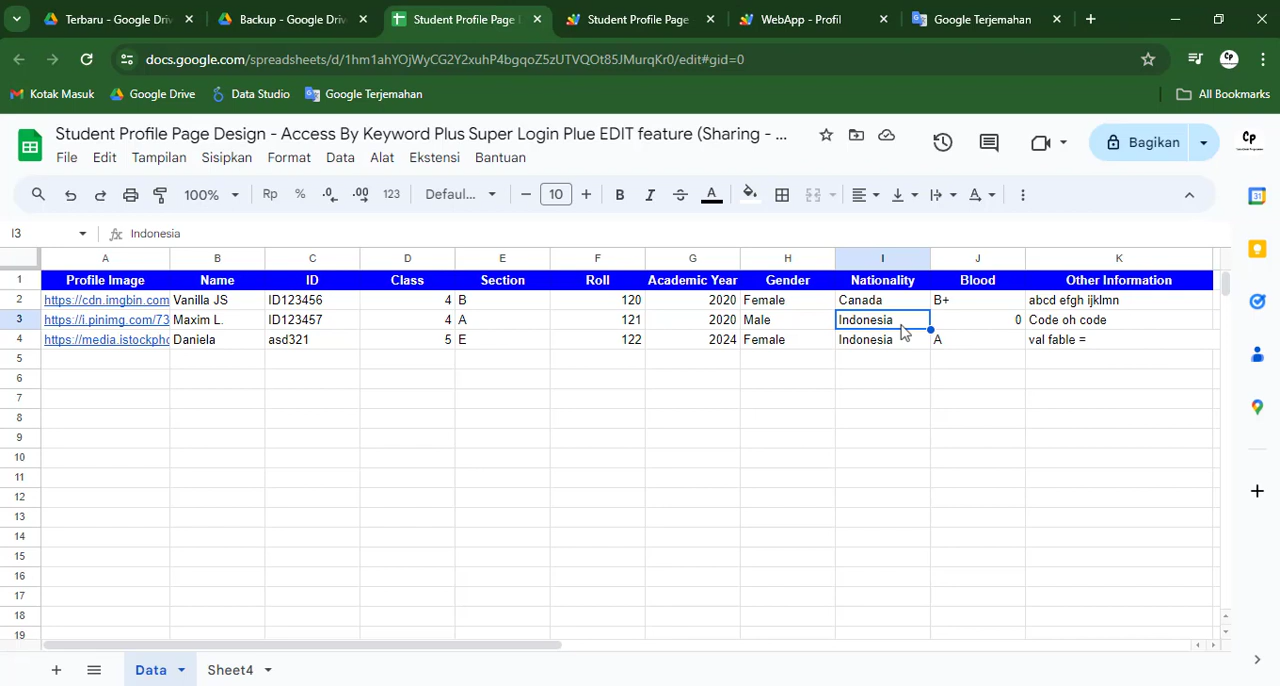 Terbaru - Google Driv
Backup - Google Driv
Student Profile Page
Student Profile Page
WebApp - Profil
Google Terjemahan
docs.google.com/spreadsheets/d/1hm1ahYOjWyCG2Y2xuhP4bgqoZ5zUTVQOt85JMurqKr0/edit#gid=0
Kotak Masuk
Google Drive
Data Studio
Google Terjemahan
All Bookmarks
Student Profile Page Design - Access By Keyword Plus Super Login Plue EDIT feature (Sharing - ...
Bagikan
File Edit Tampilan Sisipkan Format Data Alat Ekstensi Bantuan
100% Rp % .0 .00 123 Defaul... 10 B I A
I3 fx Indonesia
A B C D E F G H I J K
1 Profile Image Name ID Class Section Roll Academic Year Gender Nationality Blood Other Information
2 https://cdn.imgbin.com Vanilla JS ID123456 4 B 120 2020 Female Canada B+ abcd efgh ijklmn
3 https://i.pinimg.com/73 Maxim L. ID123457 4 A 121 2020 Male Indonesia 0 Code oh code
4 https://media.istockpho Daniela asd321 5 E 122 2024 Female Indonesia A val fable =
5
6
7
8
9
10
11
12
13
14
15
16
17
18
19
Data Sheet4